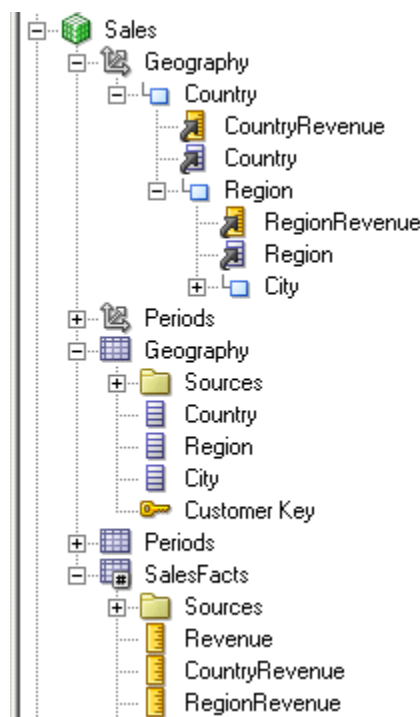 Sales
Geography
Country
CountryRevenue
Country
Region
RegionRevenue
Region
City
Periods
Geography
Sources
Country
Region
City
Customer Key
Periods
SalesFacts
Sources
Revenue
CountryRevenue
RegionRevenue